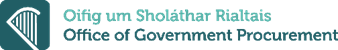 Oifig um Sholáthar Rialtais
Office of Government Procurement